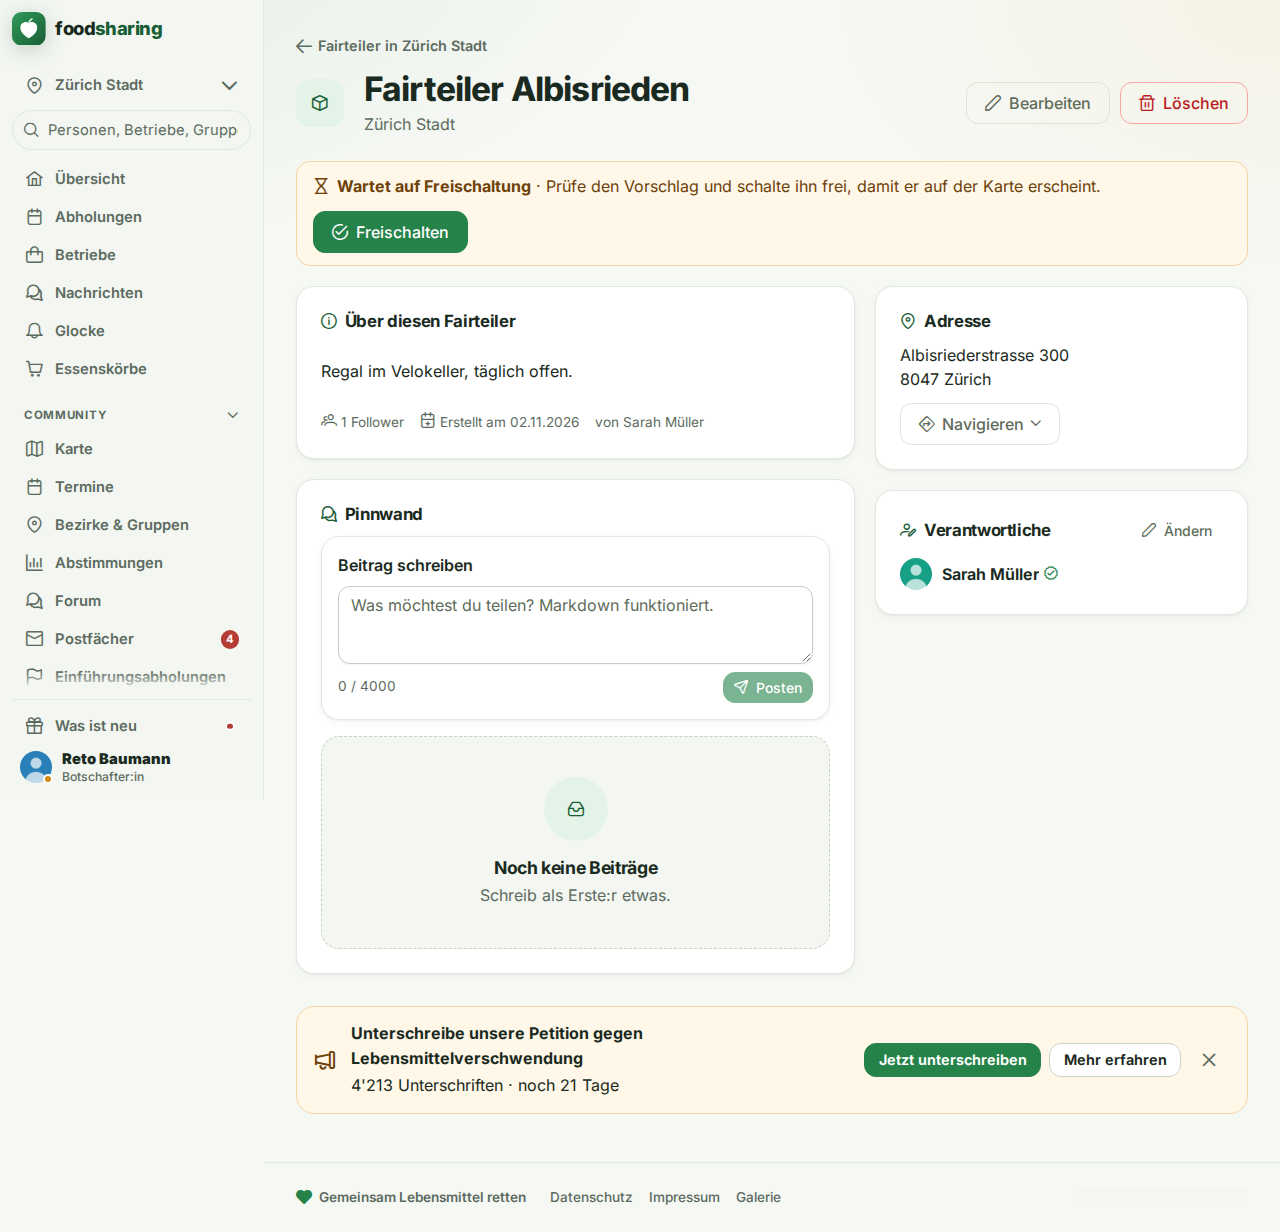 foodsharing
Zürich Stadt
Personen, Betriebe, Grupp
Übersicht
Abholungen
Betriebe
Nachrichten
Glocke
Essenskörbe
COMMUNITY
Karte
Termine
Bezirke & Gruppen
Abstimmungen
Forum
Postfächer 4
Einführungsabholungen
Was ist neu
Reto Baumann
Botschafter:in
Fairteiler in Zürich Stadt
Fairteiler Albisrieden
Zürich Stadt
Bearbeiten
Löschen
Wartet auf Freischaltung · Prüfe den Vorschlag und schalte ihn frei, damit er auf der Karte erscheint.
Freischalten
Über diesen Fairteiler
Regal im Velokeller, täglich offen.
1 Follower Erstellt am 02.11.2026 von Sarah Müller
Pinnwand
Beitrag schreiben
Was möchtest du teilen? Markdown funktioniert.
0 / 4000
Posten
Noch keine Beiträge
Schreib als Erste:r etwas.
Adresse
Albisriederstrasse 300
8047 Zürich
Navigieren
Verantwortliche
Ändern
Sarah Müller
Unterschreibe unsere Petition gegen
Lebensmittelverschwendung
4'213 Unterschriften · noch 21 Tage
Jetzt unterschreiben
Mehr erfahren
Gemeinsam Lebensmittel retten Datenschutz Impressum Galerie